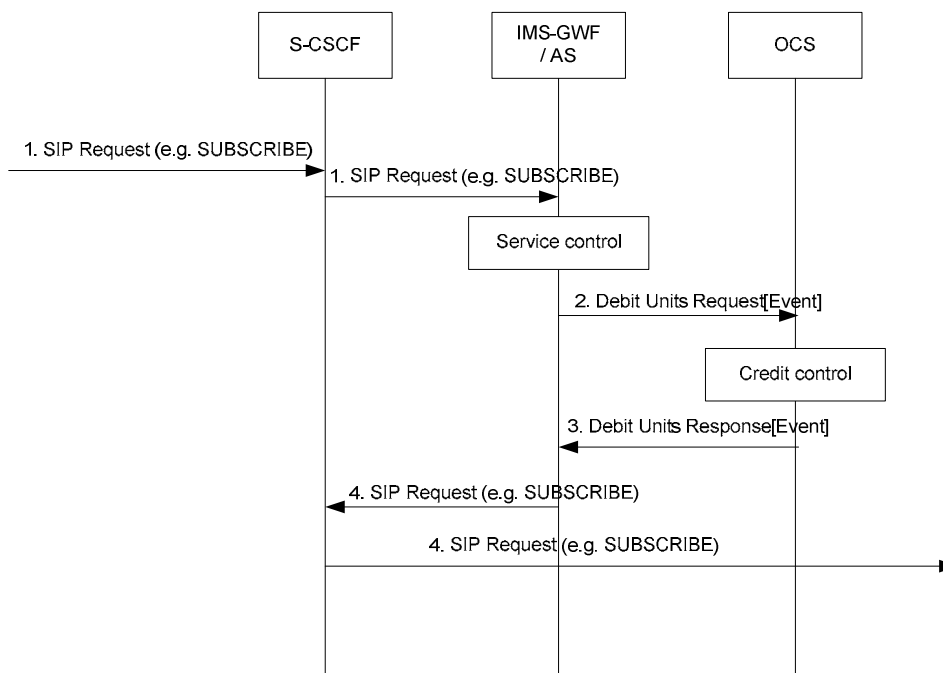 S-CSCF
IMS-GWF
/ AS
OCS
1. SIP Request (e.g. SUBSCRIBE)
1. SIP Request (e.g. SUBSCRIBE)
Service control
2. Debit Units Request[Event]
Credit control
3. Debit Units Response[Event]
4. SIP Request (e.g. SUBSCRIBE)
4. SIP Request (e.g. SUBSCRIBE)